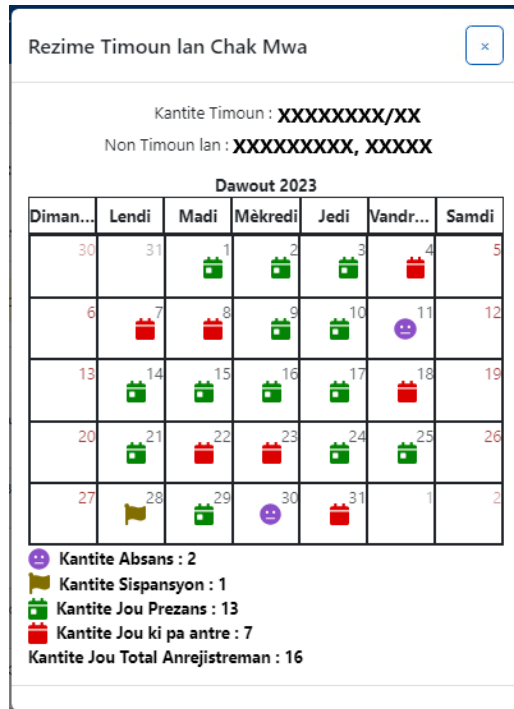 Rezime Timoun lan Chak Mwa
×
Kantite Timoun : XXXXXXXX/XX
Non Timoun lan : XXXXXXXXX, XXXXX
Dawout 2023
Diman... Lendi Madi Mèkredi Jedi Vandr... Samdi
30 31 1 2 3 4 5
6 7 8 9 10 11 12
13 14 15 16 17 18 19
20 21 22 23 24 25 26
27 28 29 30 31 1 2
Kantite Absans : 2
Kantite Sispansyon : 1
Kantite Jou Prezans : 13
Kantite Jou ki pa antre : 7
Kantite Jou Total Anrejistreman : 16